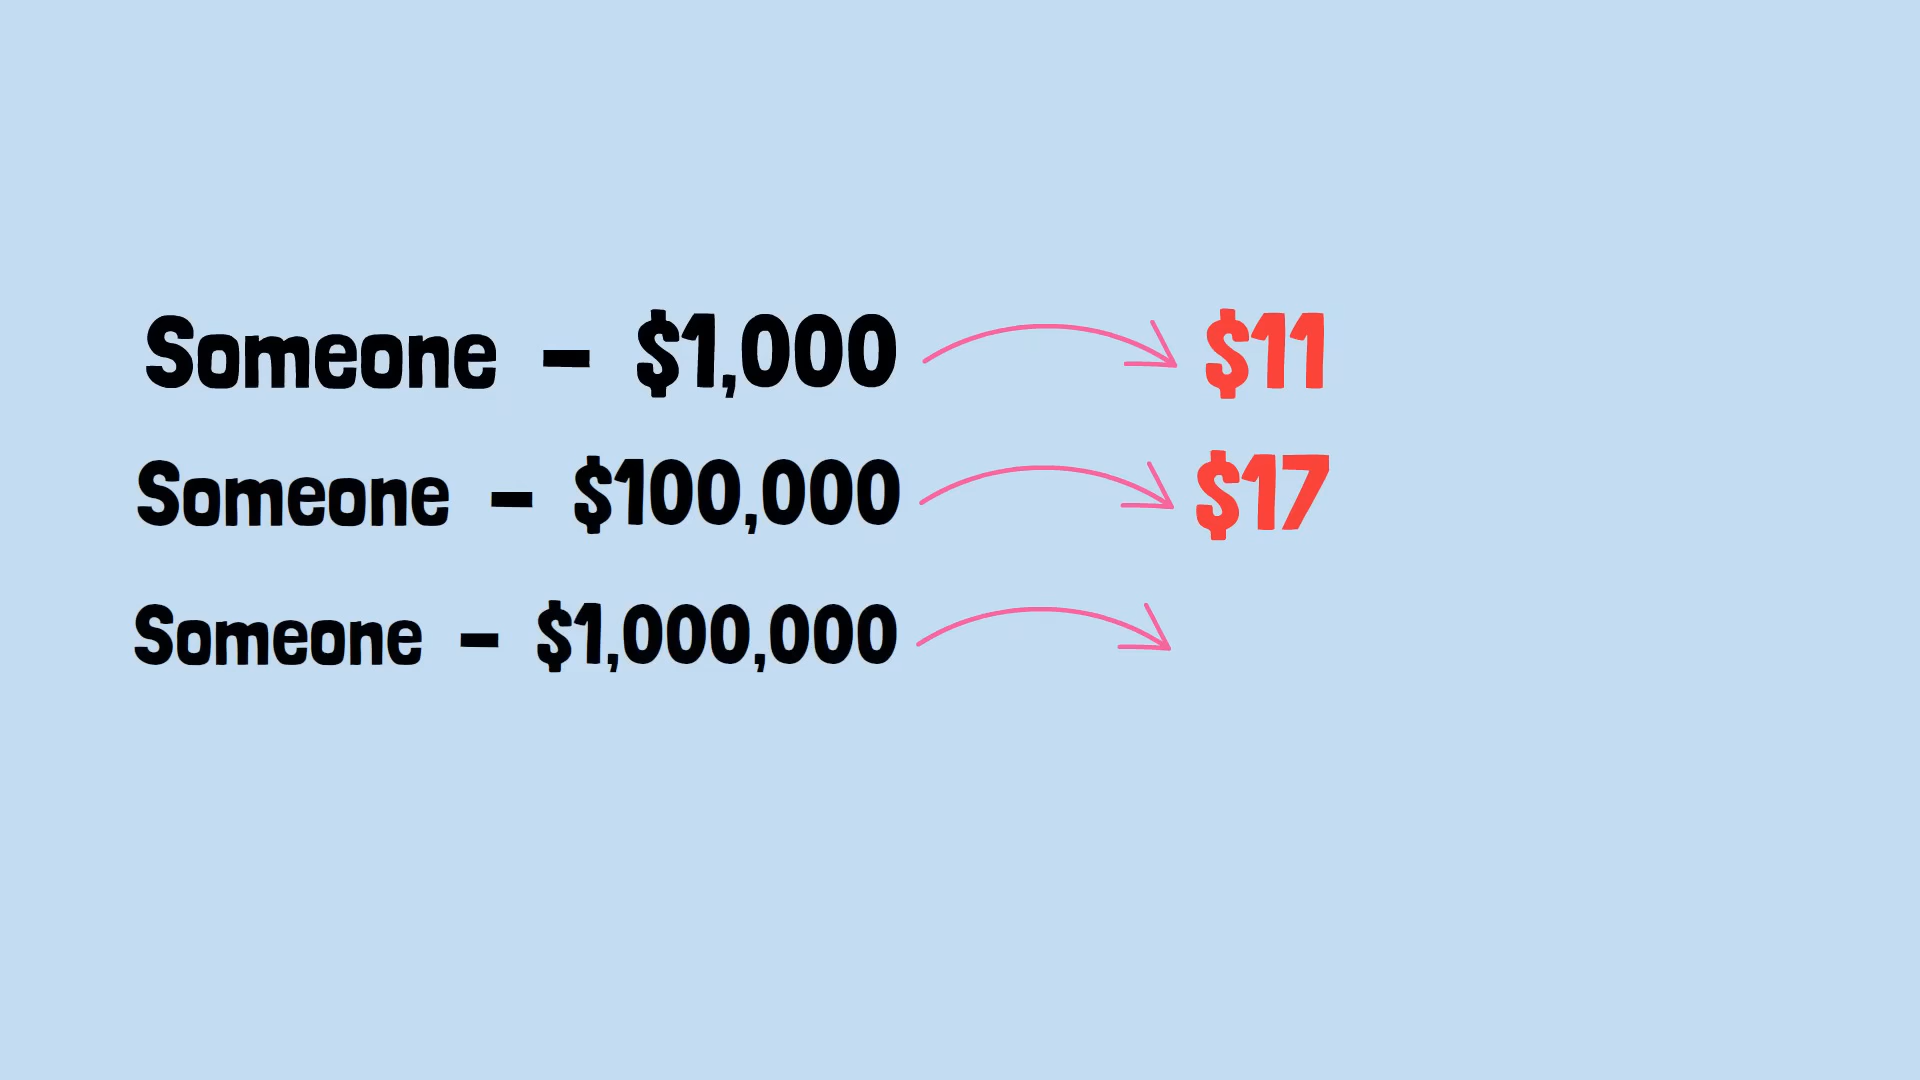 Someone - $1,000 $11
Someone - $100,000 $17
Someone - $1,000,000